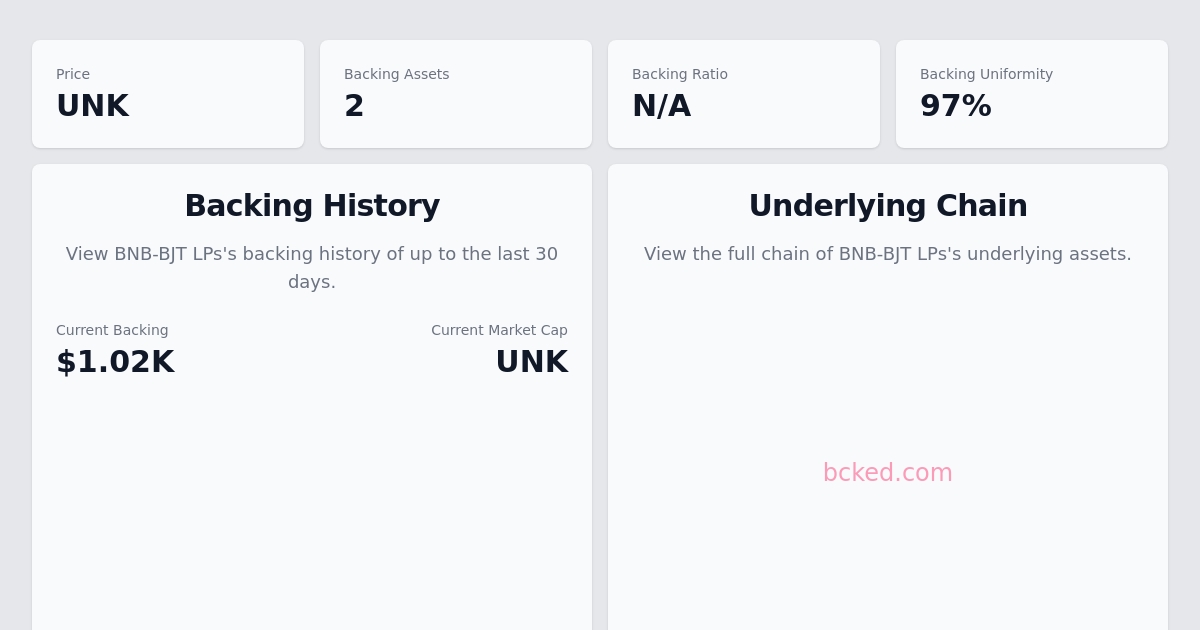 Price
UNK
Backing Assets
2
Backing Ratio
N/A
Backing Uniformity
97%
Backing History
View BNB-BJT LPs's backing history of up to the last 30
days.
Current Backing
$1.02K
Current Market Cap
UNK
Underlying Chain
View the full chain of BNB-BJT LPs's underlying assets.
bcked.com